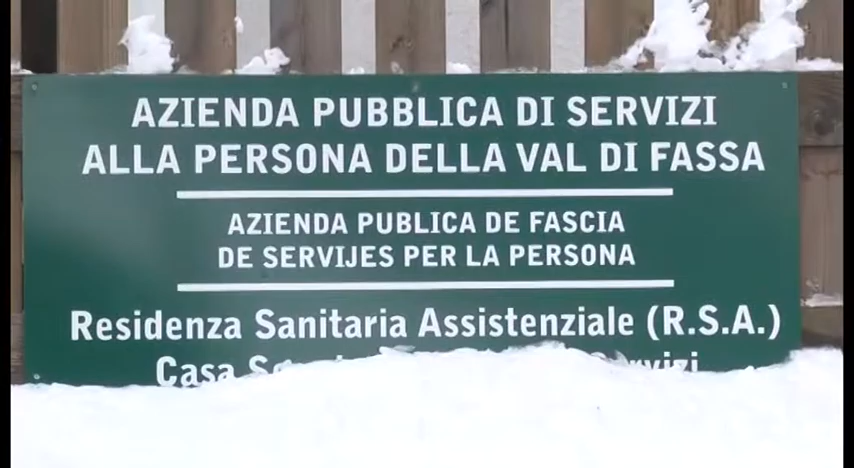 AZIENDA PUBBLICA DI SERVIZI
ALLA PERSONA DELLA VAL DI FASSA
AZIENDA PUBLICA DE FASCIA
DE SERVIJES PER LA PERSONA
Residenza Sanitaria Assistenziale (R.S.A.)
Casa